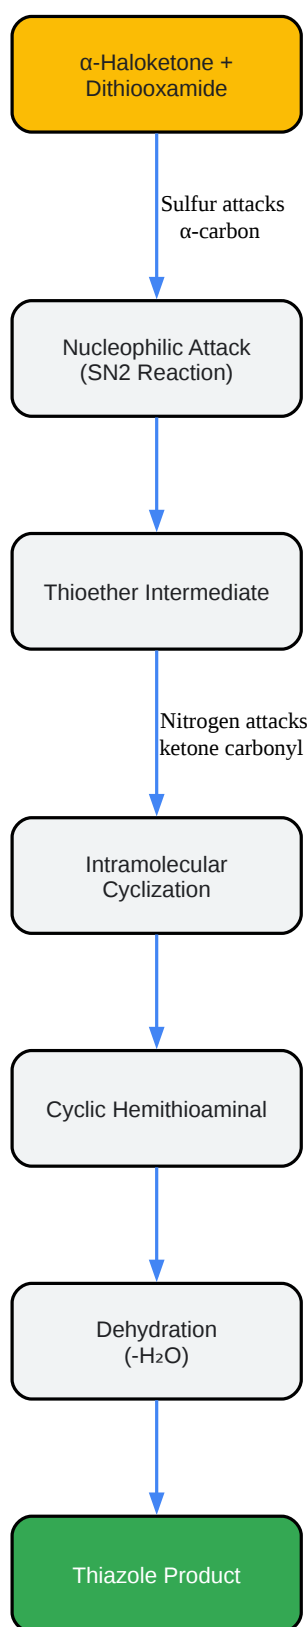 α-Haloketone +
Dithiooxamide
Sulfur attacks
α-carbon
Nucleophilic Attack
(SN2 Reaction)
Thioether Intermediate
Nitrogen attacks
ketone carbonyl
Intramolecular
Cyclization
Cyclic Hemithioaminal
Dehydration
(-H₂O)
Thiazole Product